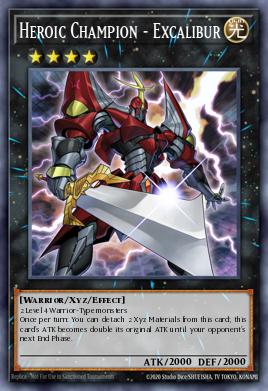 Heroic Champion - Excalibur
LIGHT
光
[Warrior/Xyz/Effect]
2 Level 4 Warrior-Type monsters
Once per turn: You can detach 2 Xyz Materials from this card; this
card's ATK becomes double its original ATK until your opponent's
next End Phase.
ATK/2000 DEF/2000
Replica - Not For Use in Sanctioned Tournaments
©2020 Studio Dice/SHUEISHA, TV TOKYO, KONAMI